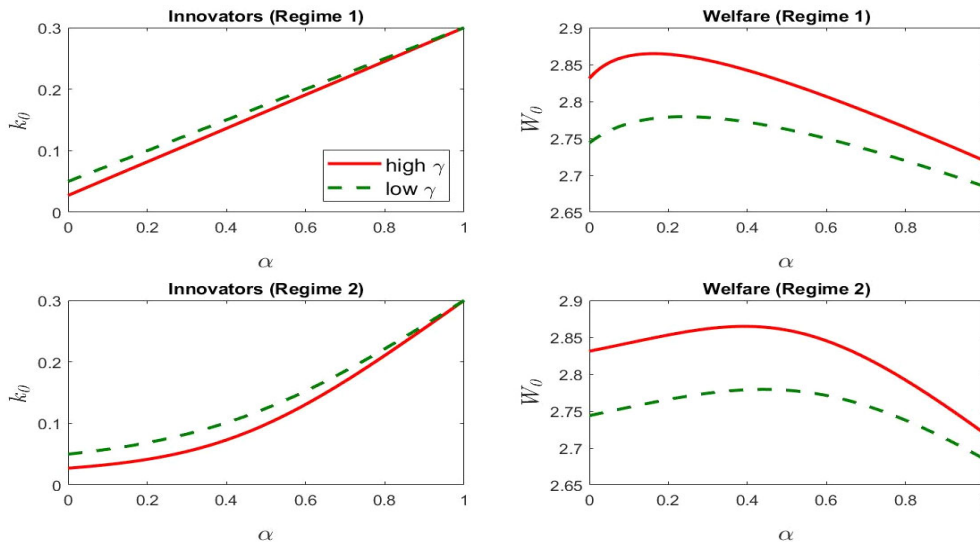 Innovators (Regime 1)
0.3
0.2
0.1
0
k0
0 0.2 0.4 0.6 0.8 1
α
high γ
low γ
Welfare (Regime 1)
2.9
2.85
2.8
2.75
2.7
2.65
W0
0 0.2 0.4 0.6 0.8
α
Innovators (Regime 2)
0.3
0.2
0.1
0
k0
0 0.2 0.4 0.6 0.8 1
α
Welfare (Regime 2)
2.9
2.85
2.8
2.75
2.7
2.65
W0
0 0.2 0.4 0.6 0.8
α